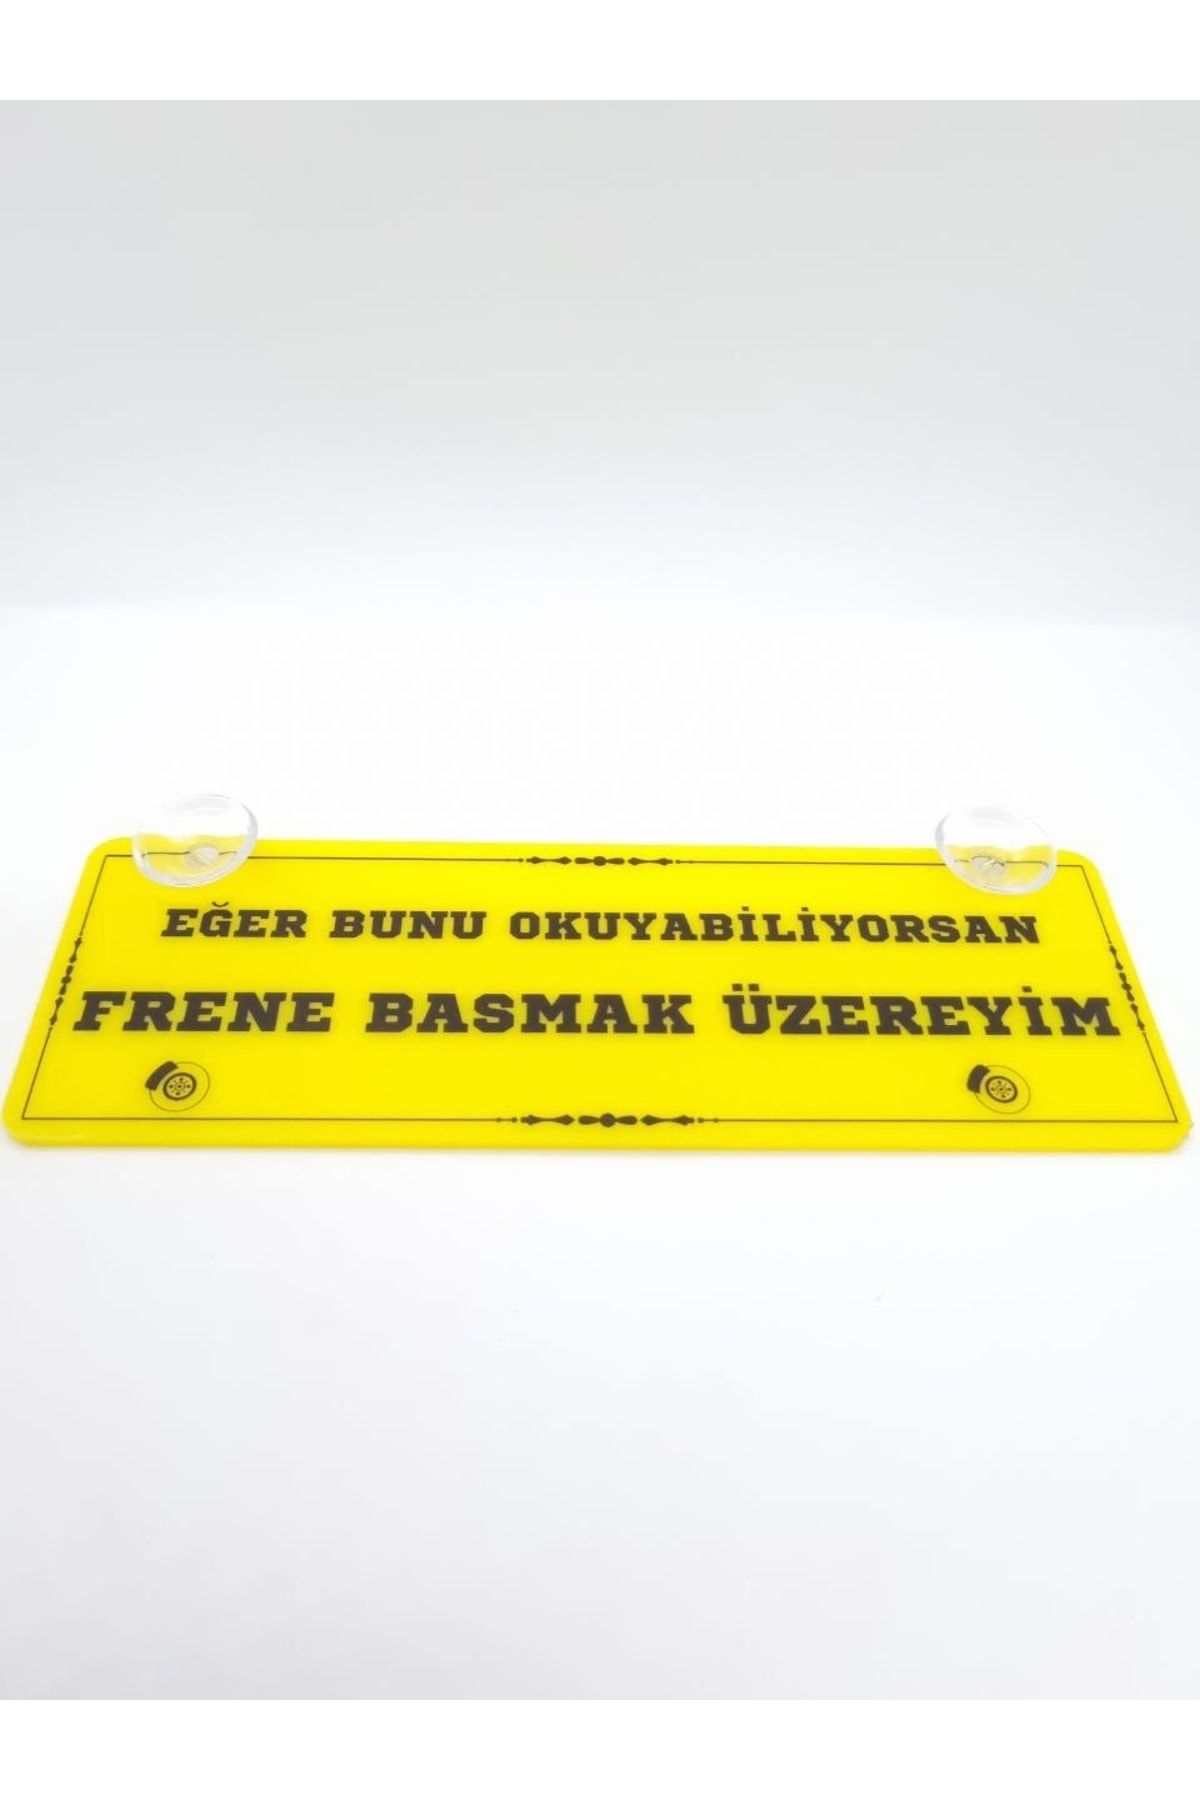 EĞER BUNU OKUYABİLİYORSAN
FRENE BASMAK ÜZEREYİM